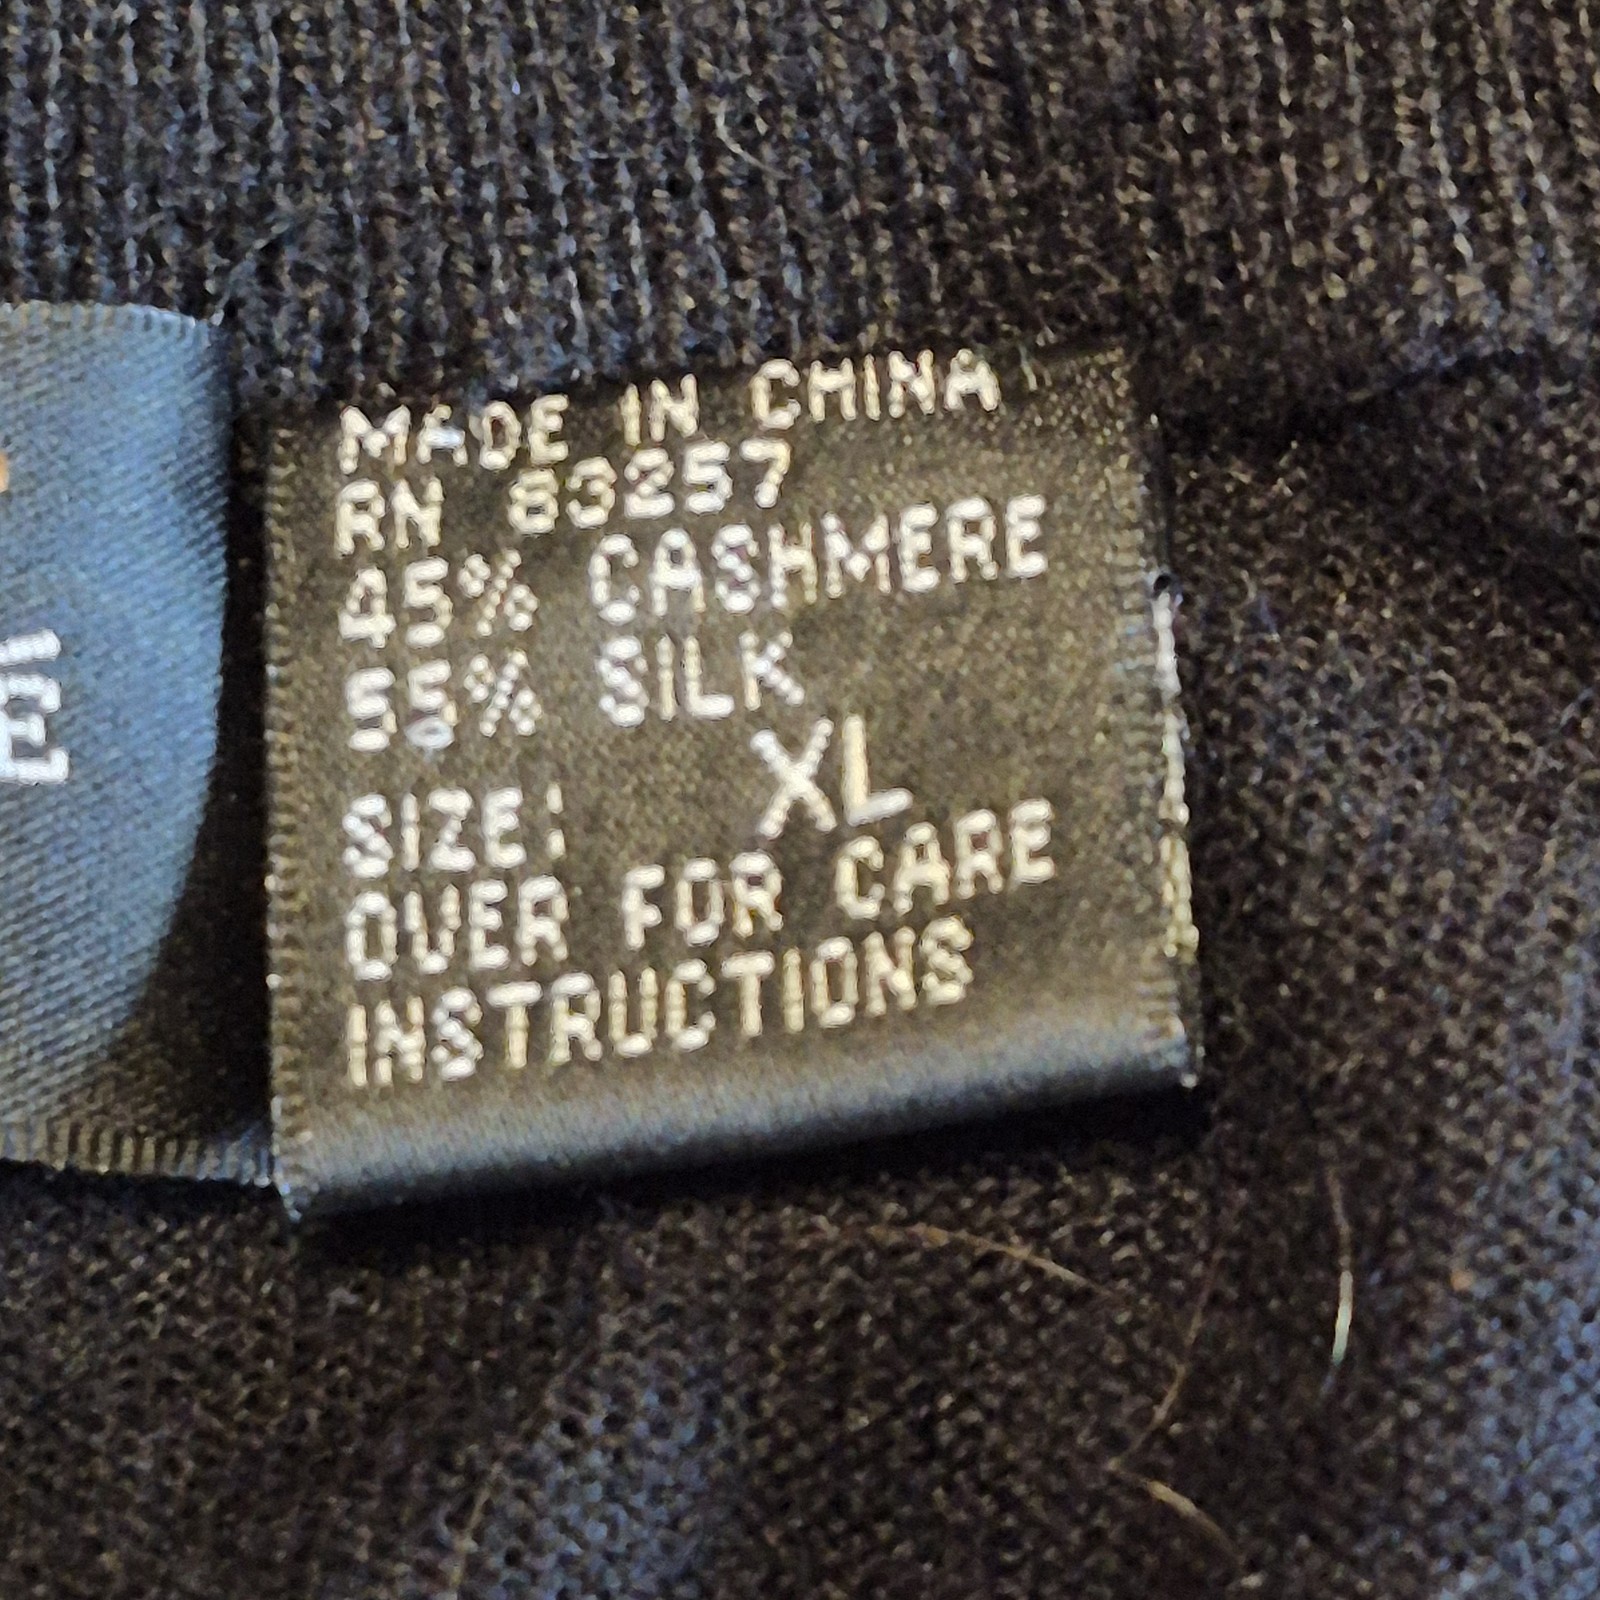 MADE IN CHINA
RN 83257
45% CASHMERE
55% SILK
SIZE: XL
OVER FOR CARE
INSTRUCTIONS